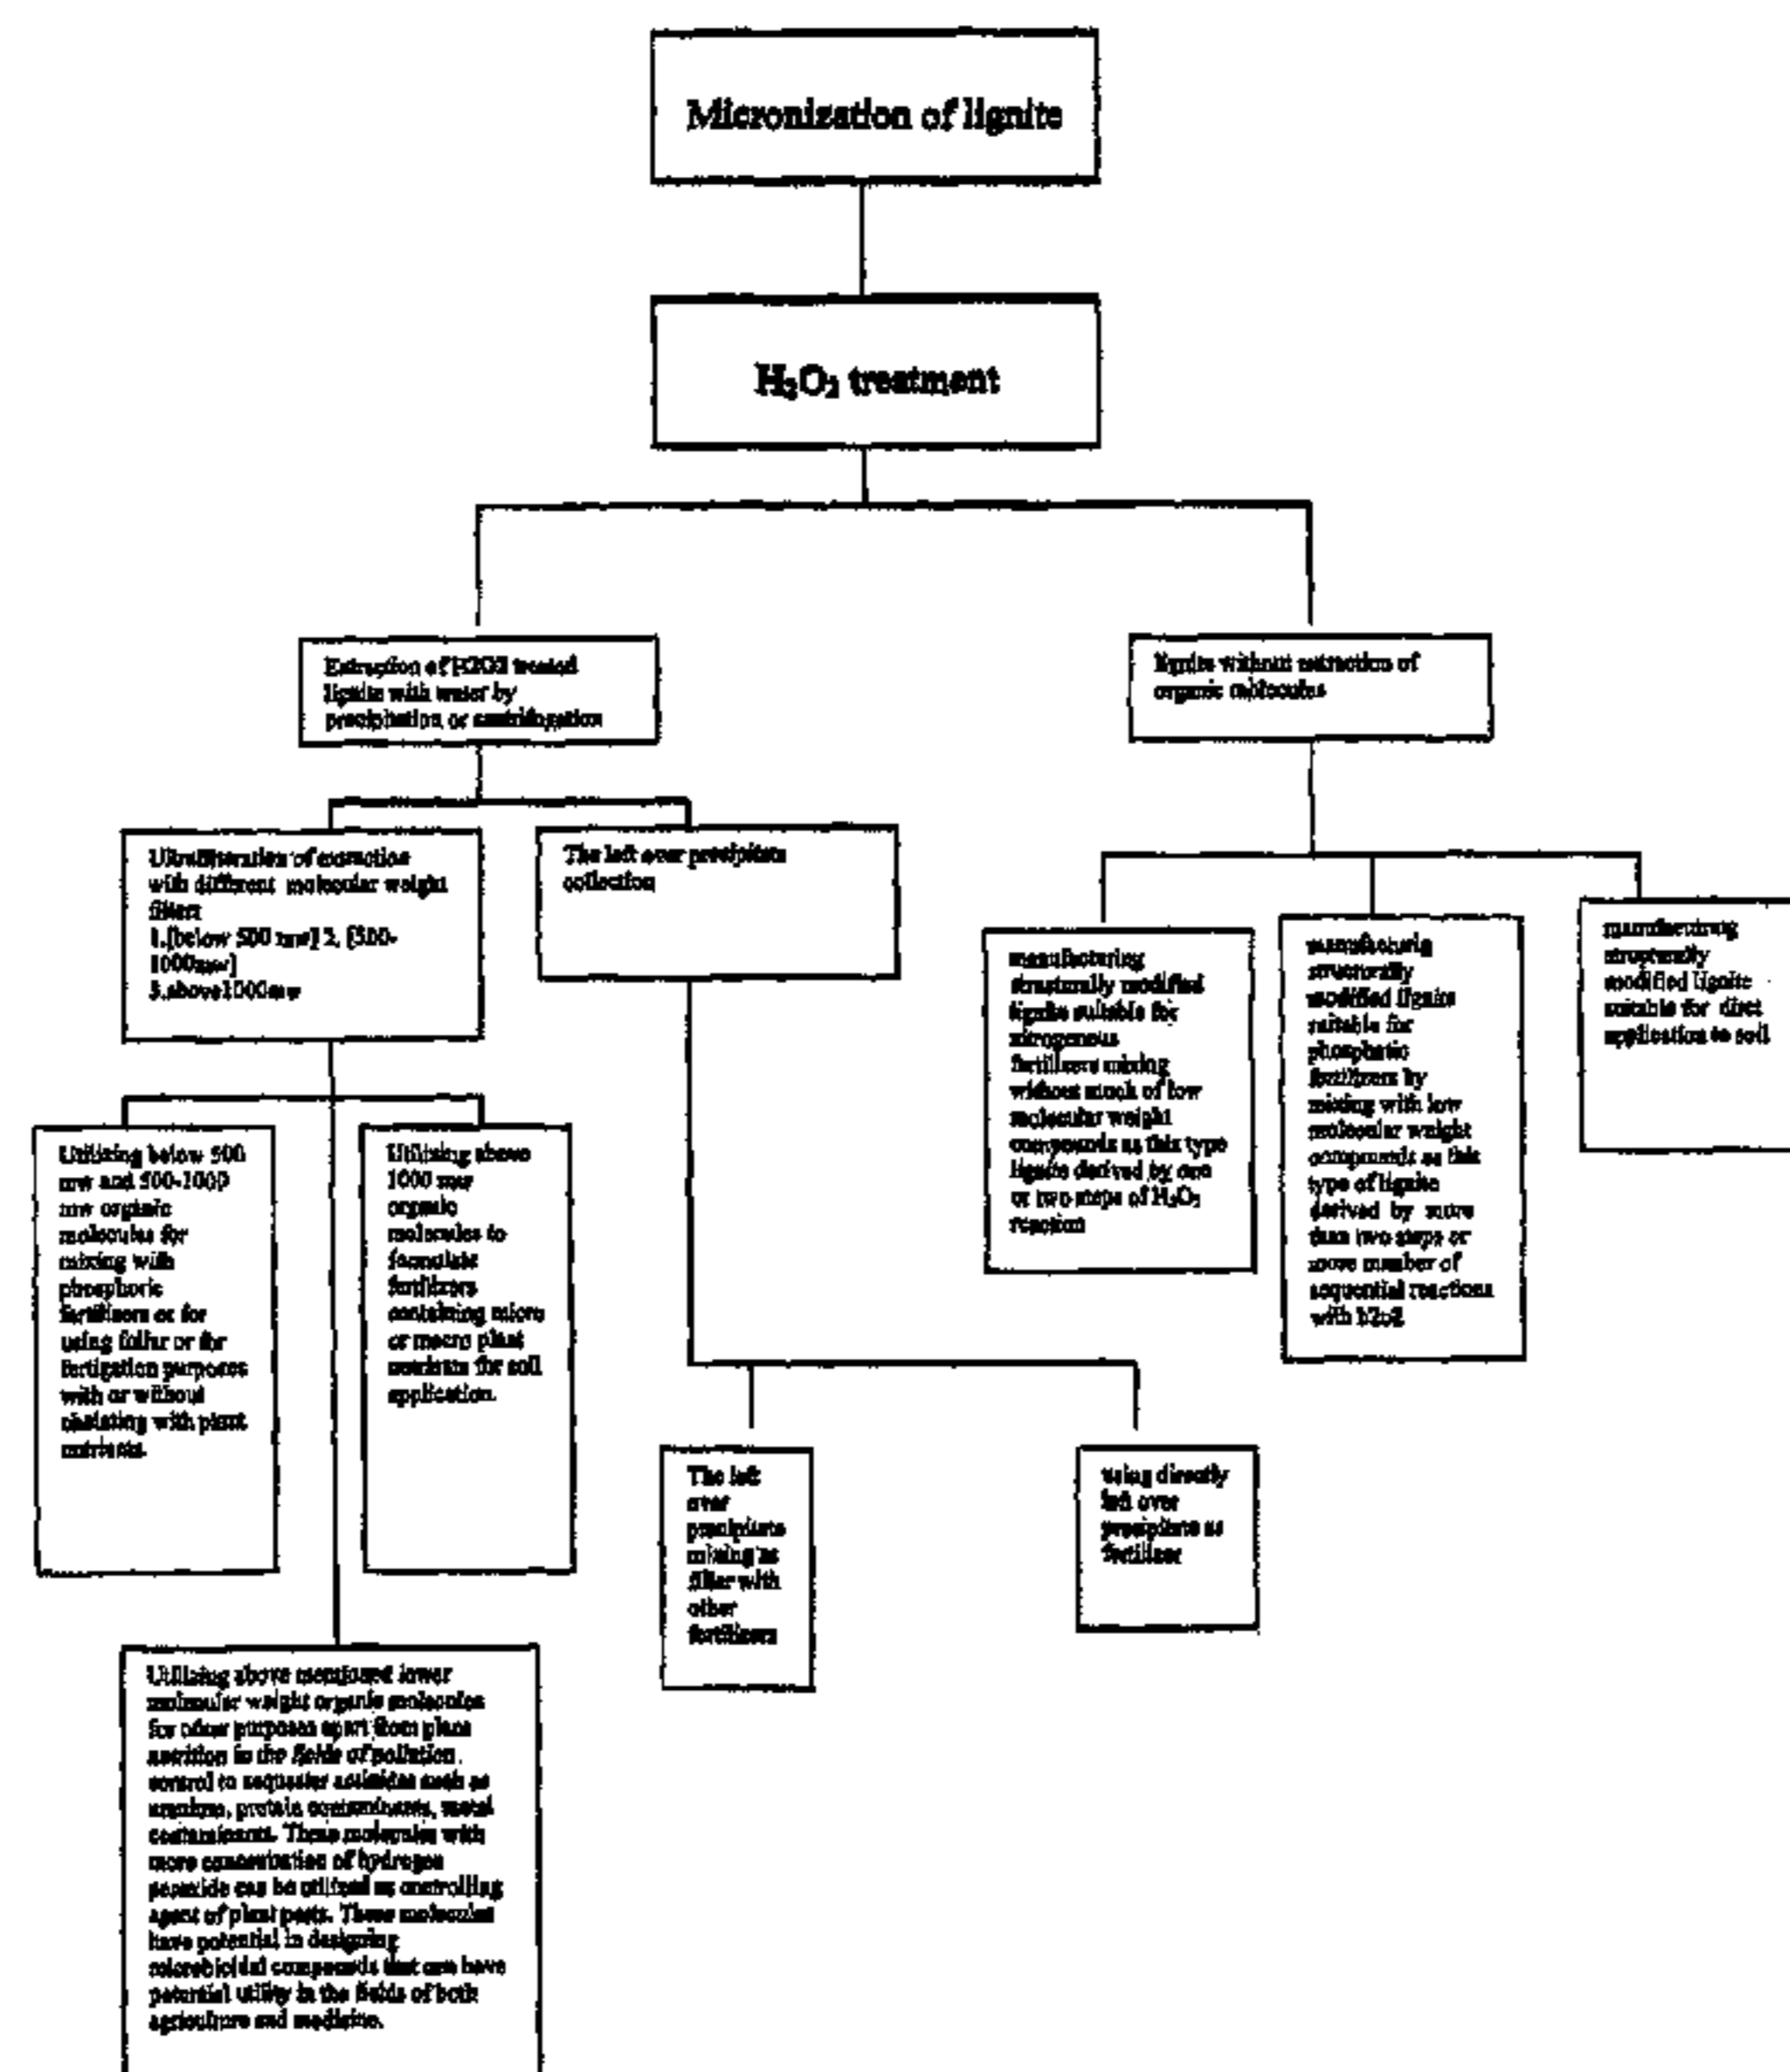 Micronization of lignite
H₂O₂ treatment
Extraction of H2O2 treated
lignite with water by
precipitation or centrifugation
lignite without extraction of
organic molecules
Ultrafilteration of extraction
with different molecular weight
filters
1.[below 500 mw] 2. [500-
1000mw]
3.above1000mw
The left over precipitate
collection
manufacturing
structurally modified
lignite suitable for
nitrogenous
fertilizers mixing
without much of low
molecular weight
compounds as this type
lignite derived by one
or two steps of H₂O₂
reaction
manufacturig
structurally
modified lignite
suitable for
phosphatic
fertilizers by
mixing with low
molecular weight
compounds as this
type of lignite
derived by more
than two steps or
more number of
sequential reactions
with h2o2
manufacturing
structurally
modified lignite
suitable for dirct
application to soil
Utilising below 500
mw and 500-1000
mw organic
molecules for
mixing with
phosphoric
fertilisers or for
using foliar or for
fertigation purposes
with or without
chelating with plant
nutrients.
Utilizing above
1000 mw
organic
molecules to
formulate
fertilizers
containing micro
or macro plant
nutrients for soil
application.
The left
over
precipitate
mixing as
filler with
other
fertilizers
using directly
left over
precipitate as
fertilizer
Utilizing above mentioned lower
molecular weight organic molecules
for other purposes apart from plant
nutrition in the fields of pollution
control to sequester actinides such as
uranium, protein contaminants, metal
contaminants. These molecules with
more concentration of hydrogen
peroxide can be utilized as controlling
agent of plant pests. These molecules
have potential in designing
microbicidal compounds that can have
potential utility in the fields of both
agriculture and medicine.